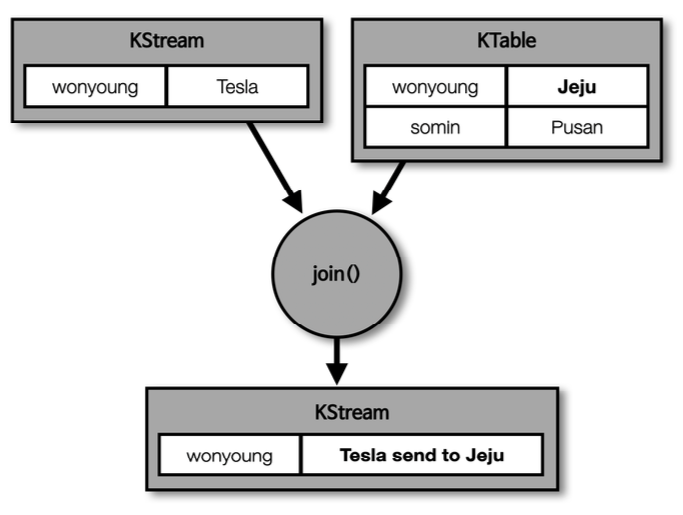 KStream
wonyoung Tesla
KTable
wonyoung Jeju
somin Pusan
join()
KStream
wonyoung Tesla send to Jeju